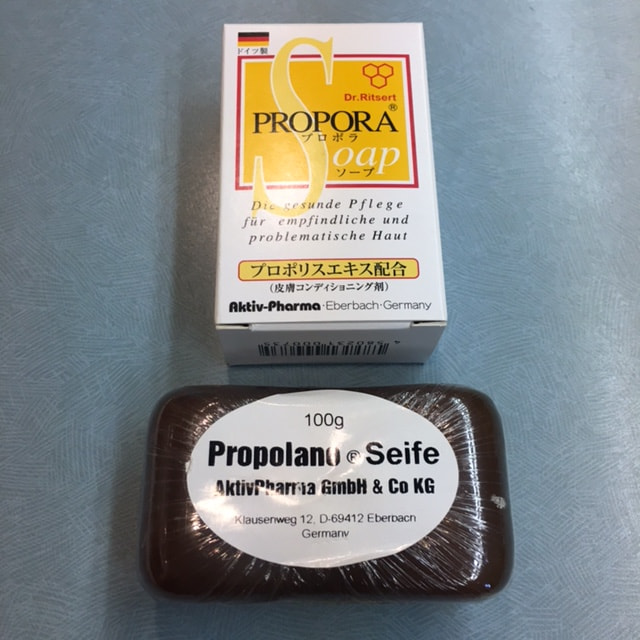 ドイツ製
Dr.Ritsert
PROPORA®
プロポラ
Soap
ソープ
Die gesunde Pflege
für empfindliche und
problematische Haut
プロポリスエキス配合
（皮膚コンディショニング剤）
Aktiv-Pharma・Eberbach・Germany
100g
Propolano® Seife
AktivPharma GmbH & Co KG
Klausenweg 12, D-69412 Eberbach
Germany